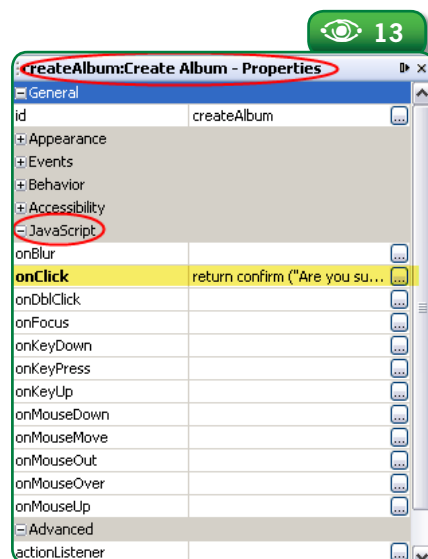 13
createAlbum:Create Album - Properties
General
id createAlbum ...
Appearance
Events
Behavior
Accessibility
JavaScript
onBlur ...
onClick return confirm ("Are you su... ...
onDblClick ...
onFocus ...
onKeyDown ...
onKeyPress ...
onKeyUp ...
onMouseDown ...
onMouseMove ...
onMouseOut ...
onMouseOver ...
onMouseUp ...
Advanced
actionListener ...